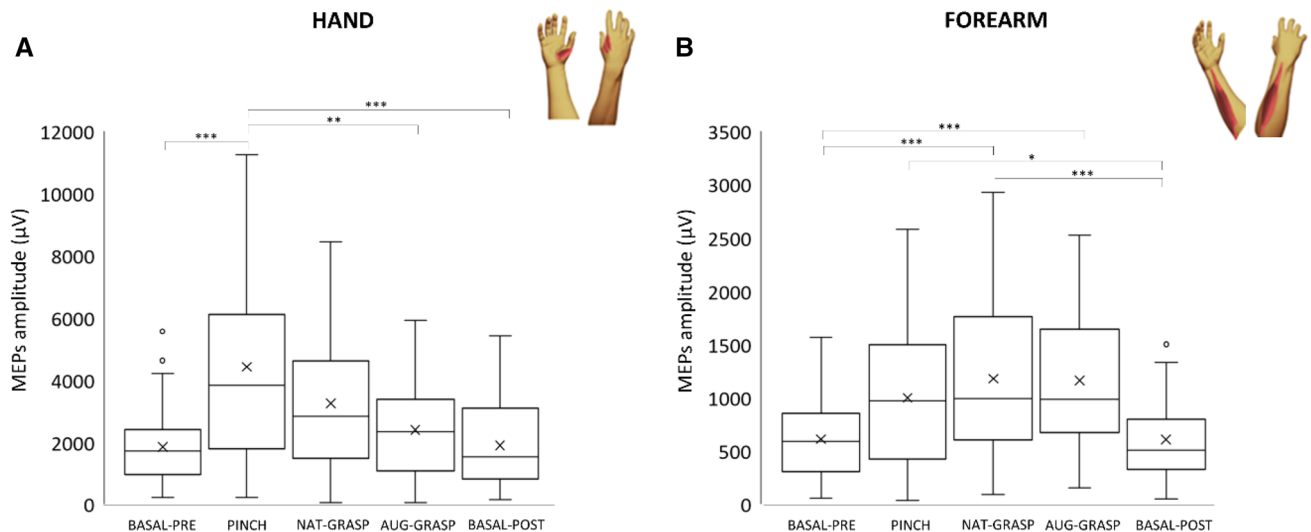 HAND
FOREARM
A
B
MEPs amplitude (µV)
12000
10000
8000
6000
4000
2000
0
***
***
**
BASAL-PRE PINCH NAT-GRASP AUG-GRASP BASAL-POST
MEPs amplitude (µV)
3500
3000
2500
2000
1500
1000
500
0
***
***
*
***
BASAL-PRE PINCH NAT-GRASP AUG-GRASP BASAL-POST